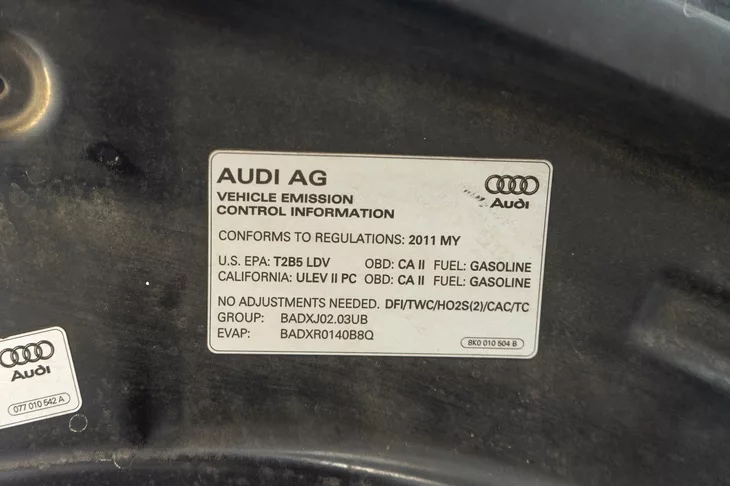 AUDI AG
VEHICLE EMISSION
CONTROL INFORMATION
Audi
CONFORMS TO REGULATIONS: 2011 MY
U.S. EPA: T2B5 LDV OBD: CA II FUEL: GASOLINE
CALIFORNIA: ULEV II PC OBD: CA II FUEL: GASOLINE
NO ADJUSTMENTS NEEDED. DFI/TWC/HO2S(2)/CAC/TC
GROUP: BADXJ02.03UB
EVAP: BADXR0140B8Q
8K0 010 504 B
Audi
077 010 542 A